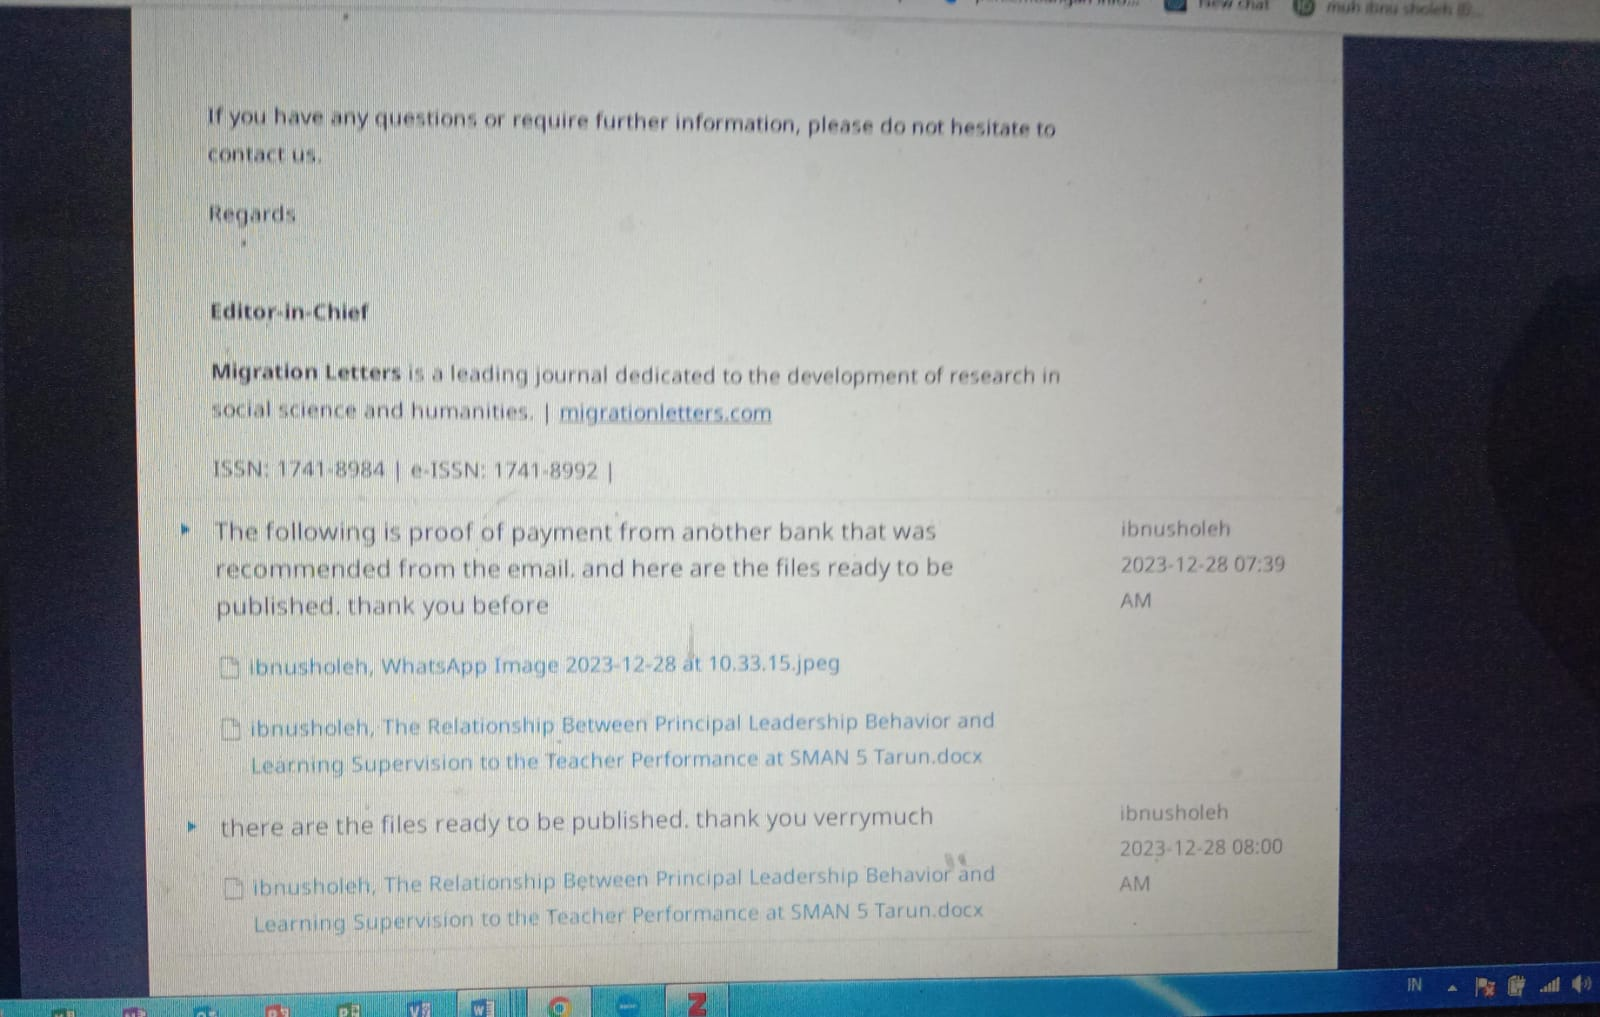 New chat
muh ibnu sholeh
If you have any questions or require further information, please do not hesitate to
contact us.
Regards
Editor-in-Chief
Migration Letters is a leading journal dedicated to the development of research in
social science and humanities. | migrationletters.com
ISSN: 1741-8984 | e-ISSN: 1741-8992 |
The following is proof of payment from another bank that was
recommended from the email. and here are the files ready to be
published. thank you before
ibnusholeh
2023-12-28 07:39
AM
ibnusholeh, WhatsApp Image 2023-12-28 at 10.33.15.jpeg
ibnusholeh, The Relationship Between Principal Leadership Behavior and
Learning Supervision to the Teacher Performance at SMAN 5 Tarun.docx
there are the files ready to be published. thank you verrymuch
ibnusholeh
2023-12-28 08:00
AM
ibnusholeh, The Relationship Between Principal Leadership Behavior and
Learning Supervision to the Teacher Performance at SMAN 5 Tarun.docx
IN